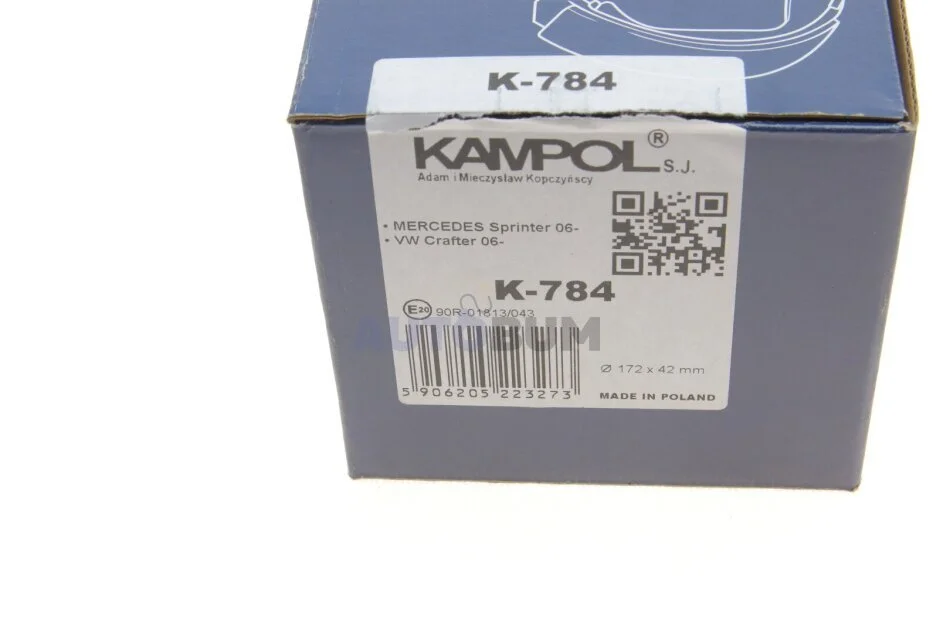 K-784
KAMPOL® S.J.
Adam i Mieczysław Kopczyńscy
• MERCEDES Sprinter 06-
• VW Crafter 06-
K-784
E20 90R-01813/043
AUTOBUM
Ø 172 x 42 mm
5 906205 223273
MADE IN POLAND